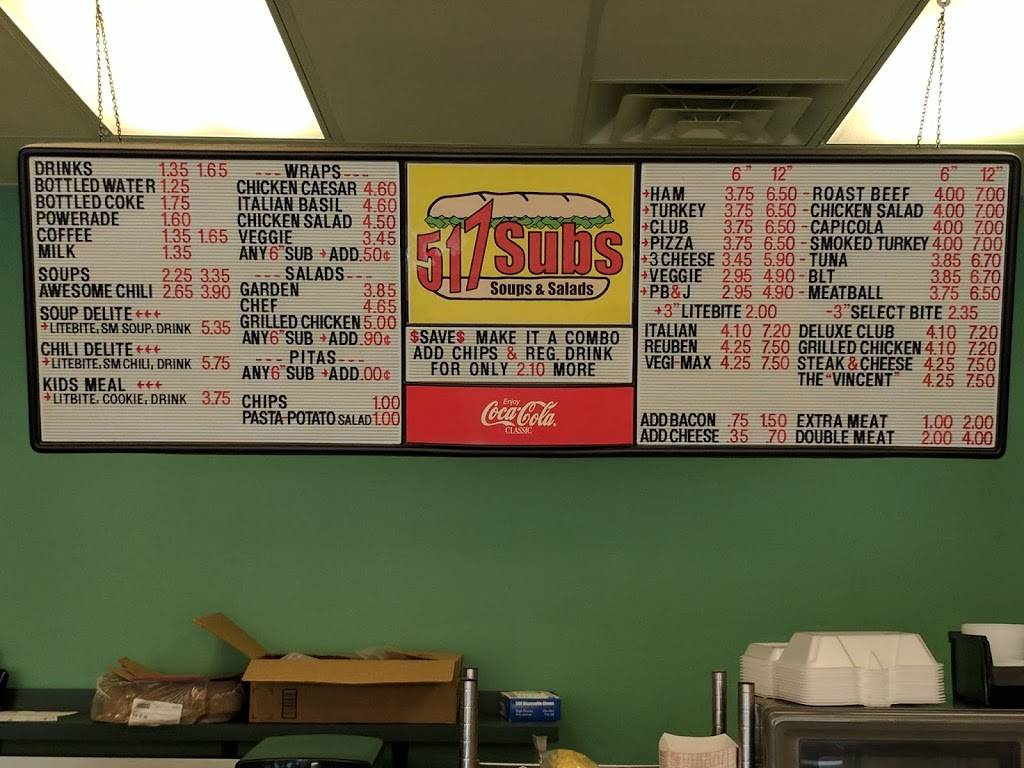 DRINKS 1.35 1.65
BOTTLED WATER 1.25
BOTTLED COKE 1.75
POWERADE 1.60
COFFEE 1.35 1.65
MILK 1.35
SOUPS 2.25 3.35
AWESOME CHILI 2.65 3.90
SOUP DELITE +++
→LITEBITE, SM SOUP, DRINK 5.35
CHILI DELITE +++
→LITEBITE, SM CHILI, DRINK 5.75
KIDS MEAL +++
→LITBITE, COOKIE, DRINK 3.75
--- WRAPS ---
CHICKEN CAESAR 4.60
ITALIAN BASIL 4.60
CHICKEN SALAD 4.50
VEGGIE 3.45
ANY 6" SUB → ADD .50¢
--- SALADS ---
GARDEN 3.85
CHEF 4.65
GRILLED CHICKEN 5.00
ANY 6" SUB → ADD .90¢
--- PITAS ---
ANY 6" SUB → ADD .00¢
CHIPS 1.00
PASTA-POTATO SALAD 1.00
517 Subs
Soups & Salads
$SAVE$ MAKE IT A COMBO
ADD CHIPS & REG. DRINK
FOR ONLY 2.10 MORE
Enjoy
Coca-Cola
CLASSIC
6" 12"
→HAM 3.75 6.50
→TURKEY 3.75 6.50
→CLUB 3.75 6.50
→PIZZA 3.75 6.50
→3 CHEESE 3.45 5.90
→VEGGIE 2.95 4.90
→PB&J 2.95 4.90
6" 12"
- ROAST BEEF 4.00 7.00
- CHICKEN SALAD 4.00 7.00
- CAPICOLA 4.00 7.00
- SMOKED TURKEY 4.00 7.00
- TUNA 3.85 6.70
- BLT 3.85 6.70
- MEATBALL 3.75 6.50
→3" LITEBITE 2.00
-3" SELECT BITE 2.35
ITALIAN 4.10 7.20
REUBEN 4.25 7.50
VEGI-MAX 4.25 7.50
DELUXE CLUB 4.10 7.20
GRILLED CHICKEN 4.10 7.20
STEAK & CHEESE 4.25 7.50
THE "VINCENT" 4.25 7.50
ADD BACON .75 1.50
ADD CHEESE .35 .70
EXTRA MEAT 1.00 2.00
DOUBLE MEAT 2.00 4.00